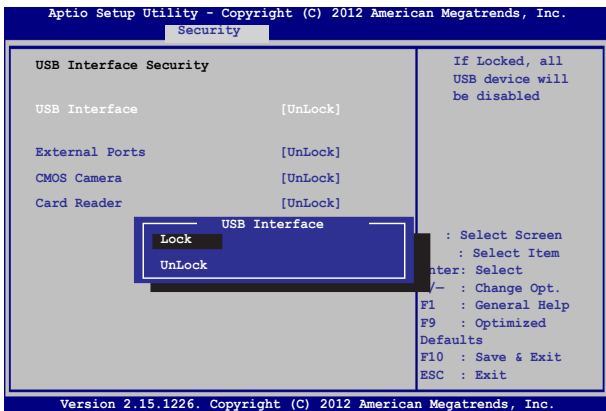 Aptio Setup Utility - Copyright (C) 2012 American Megatrends, Inc.
Security
USB Interface Security
USB Interface [UnLock]
External Ports [UnLock]
CMOS Camera [UnLock]
Card Reader [UnLock]
USB Interface
Lock
UnLock
If Locked, all
USB device will
be disabled
: Select Screen
: Select Item
nter: Select
/— : Change Opt.
F1 : General Help
F9 : Optimized
Defaults
F10 : Save & Exit
ESC : Exit
Version 2.15.1226. Copyright (C) 2012 American Megatrends, Inc.